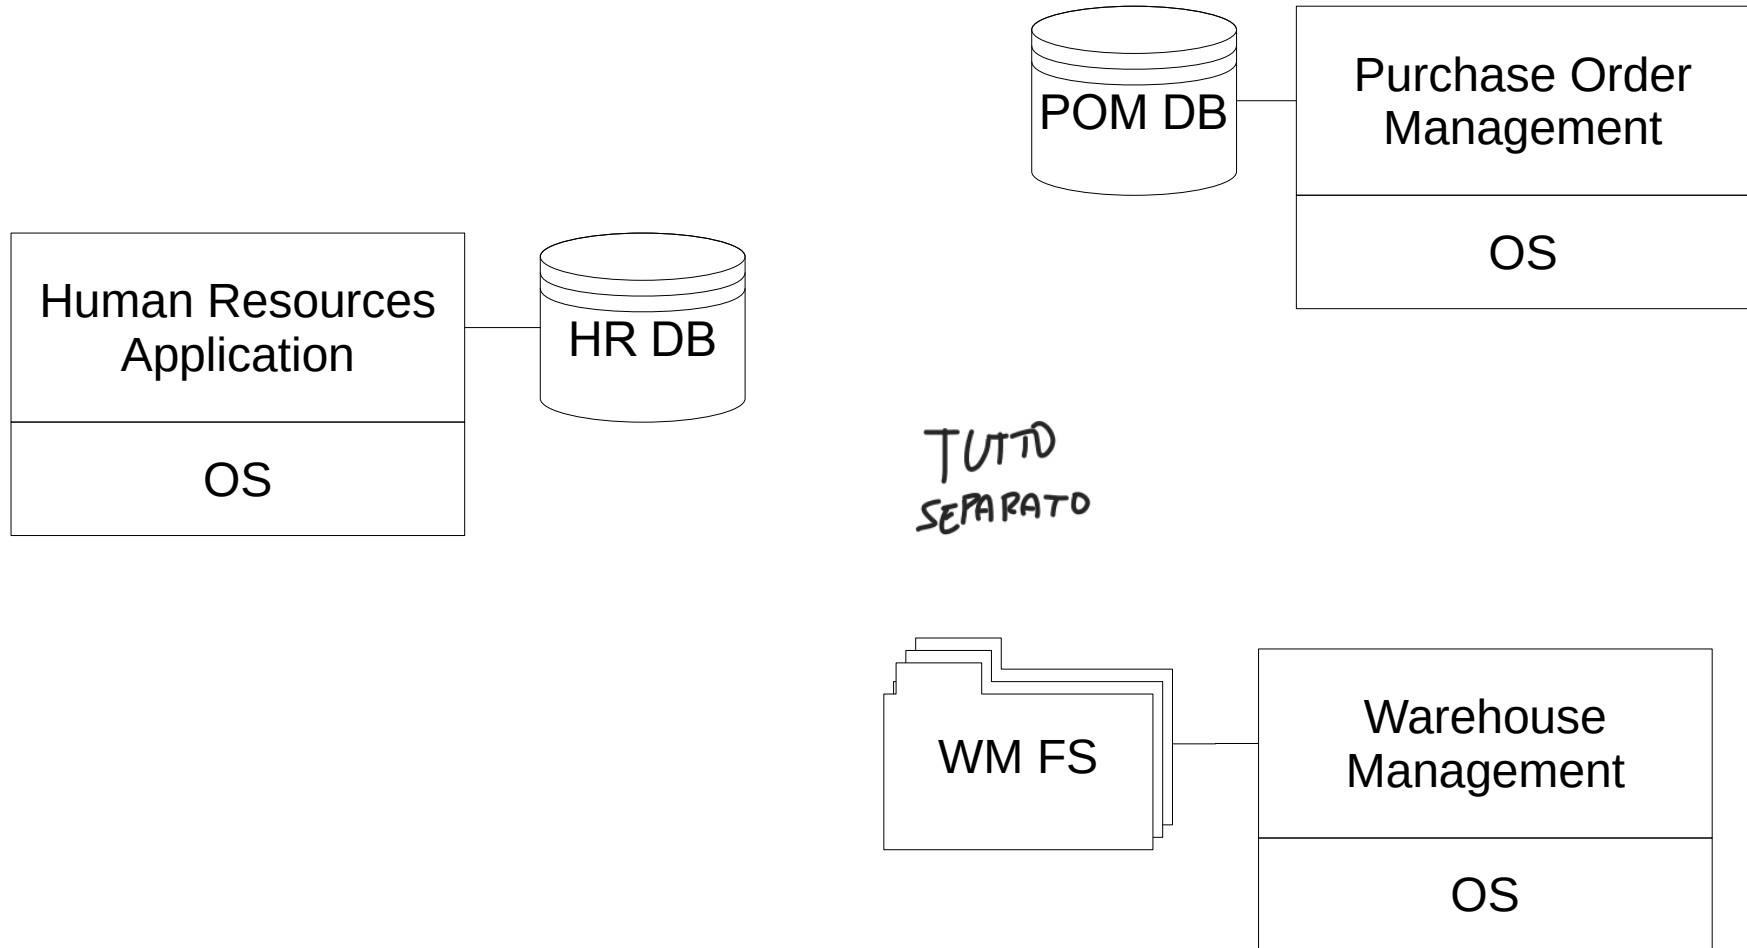 POM DB
Purchase Order
Management
OS
Human Resources
Application
HR DB
OS
TUTTO
SEPARATO
WM FS
Warehouse
Management
OS